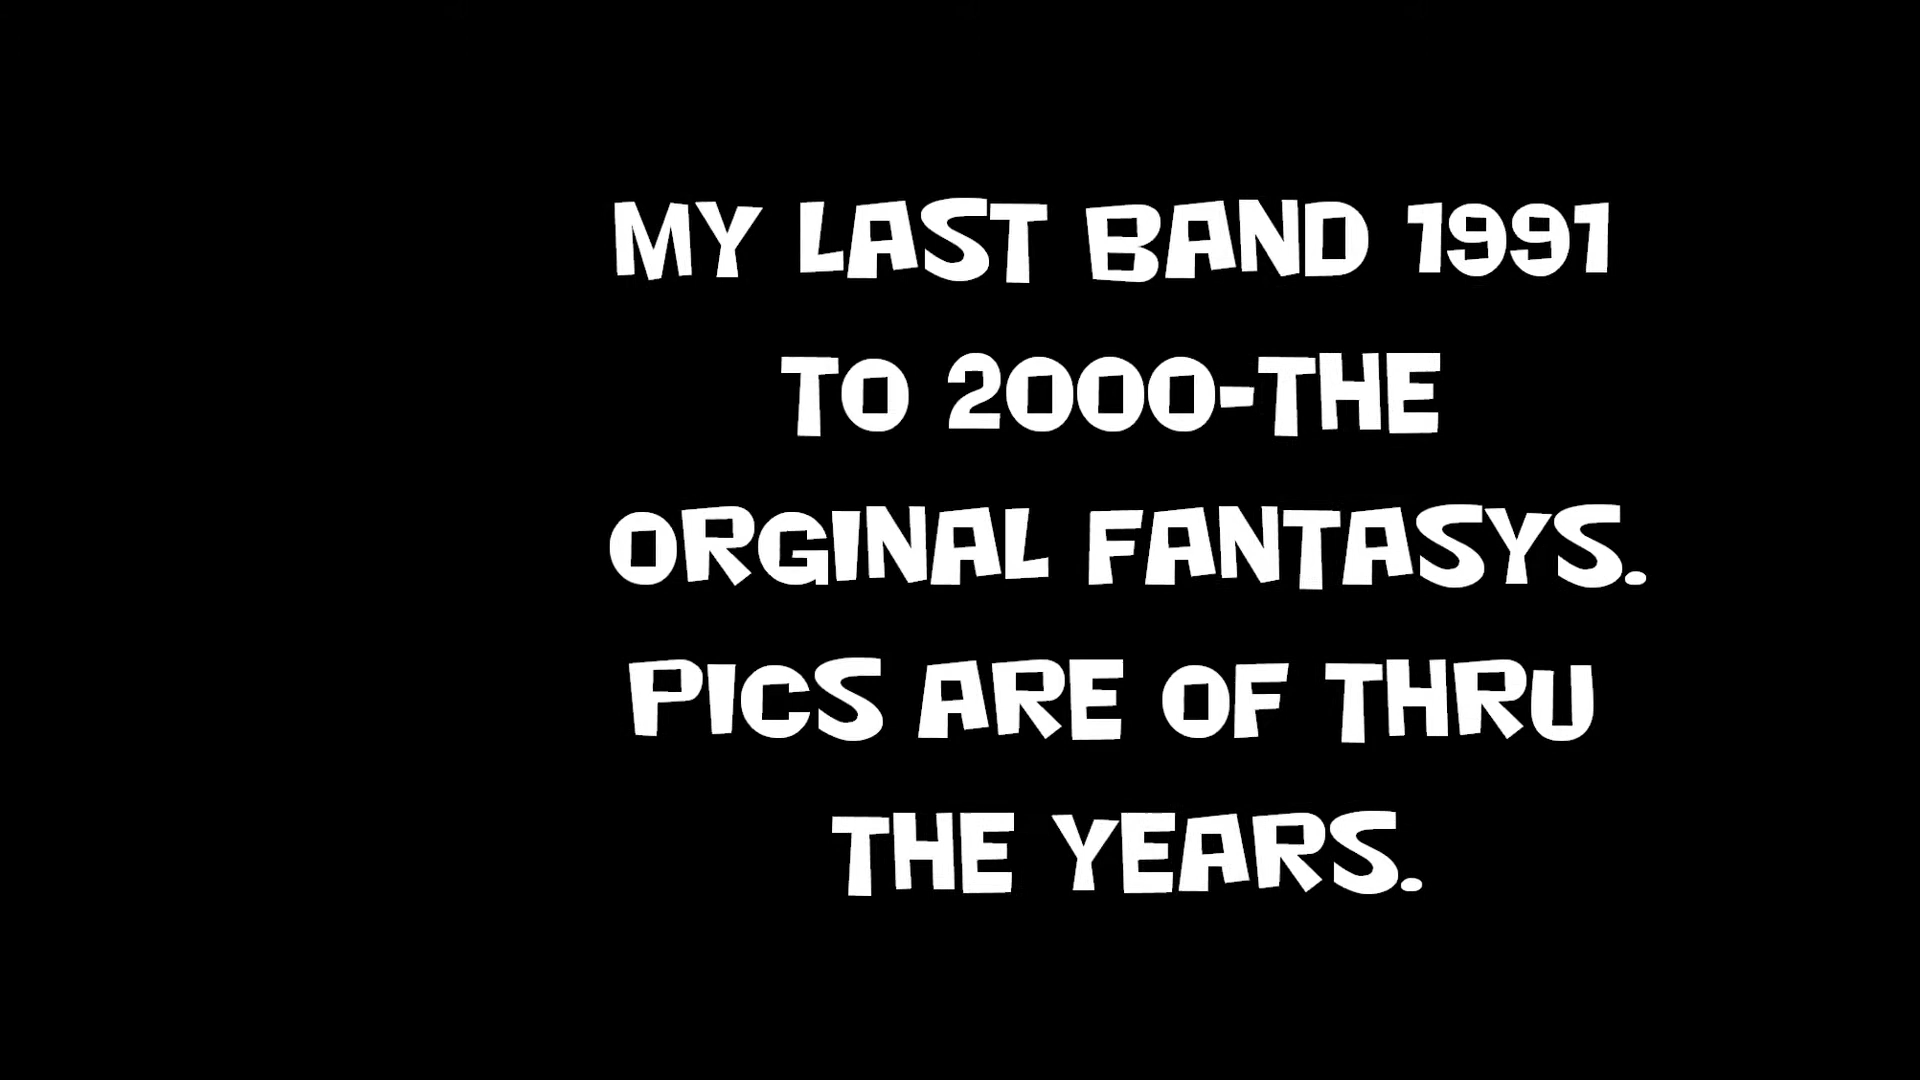 MY LAST BAND 1991
TO 2000-THE
ORGINAL FANTASYS.
PICS ARE OF THRU
THE YEARS.